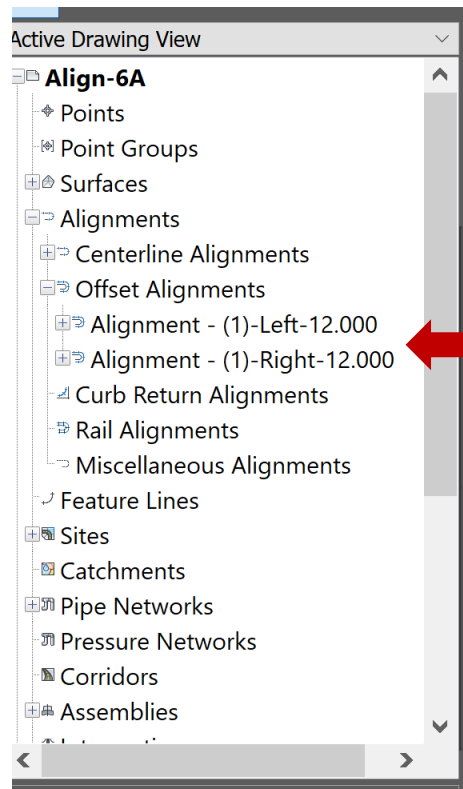 Active Drawing View
Align-6A
Points
Point Groups
Surfaces
Alignments
Centerline Alignments
Offset Alignments
Alignment - (1)-Left-12.000
Alignment - (1)-Right-12.000
Curb Return Alignments
Rail Alignments
Miscellaneous Alignments
Feature Lines
Sites
Catchments
Pipe Networks
Pressure Networks
Corridors
Assemblies